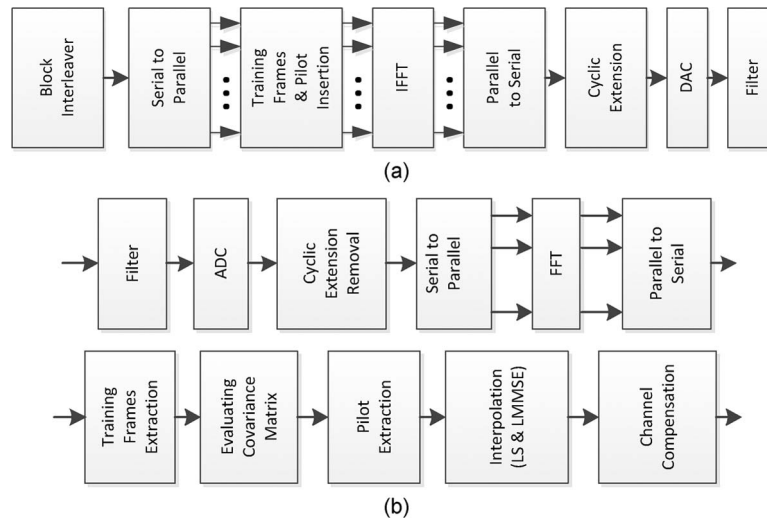 Block
Interleaver
Serial to
Parallel
Training
Frames
& Pilot
Insertion
IFFT
Parallel
to Serial
Cyclic
Extension
DAC
Filter
(a)
Filter
ADC
Cyclic
Extension
Removal
Serial to
Parallel
FFT
Parallel to
Serial
Training
Frames
Extraction
Evaluating
Covariance
Matrix
Pilot
Extraction
Interpolation
(LS & LMMSE)
Channel
Compensation
(b)